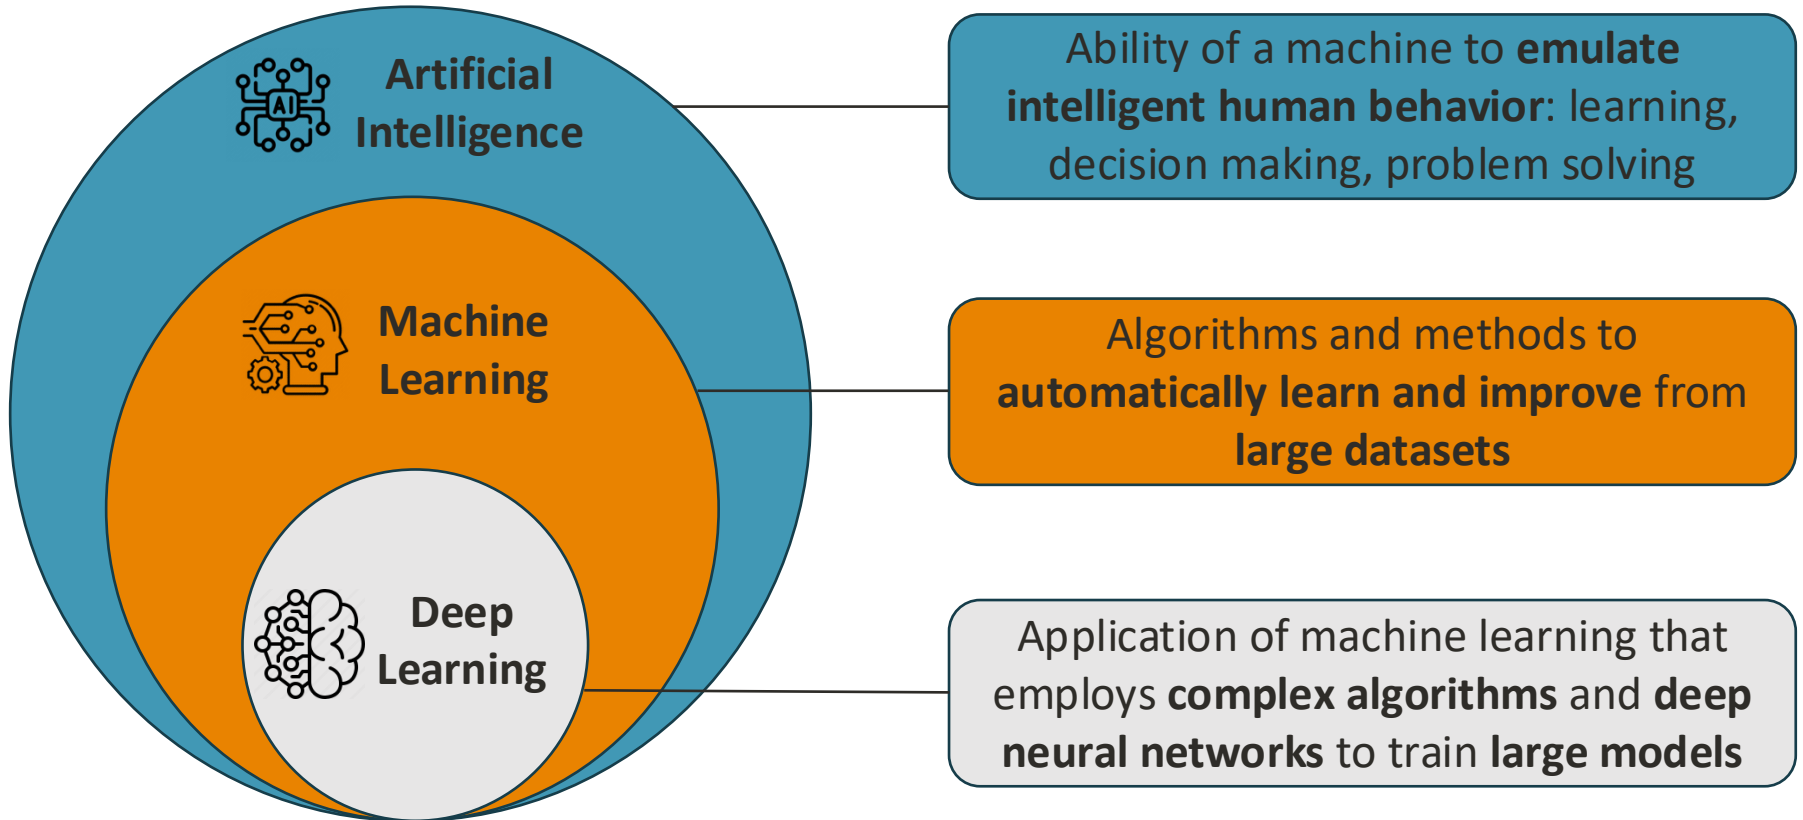 Artificial
Intelligence
AI
Ability of a machine to emulate
intelligent human behavior: learning,
decision making, problem solving
Machine
Learning
Algorithms and methods to
automatically learn and improve from
large datasets
Deep
Learning
Application of machine learning that
employs complex algorithms and deep
neural networks to train large models